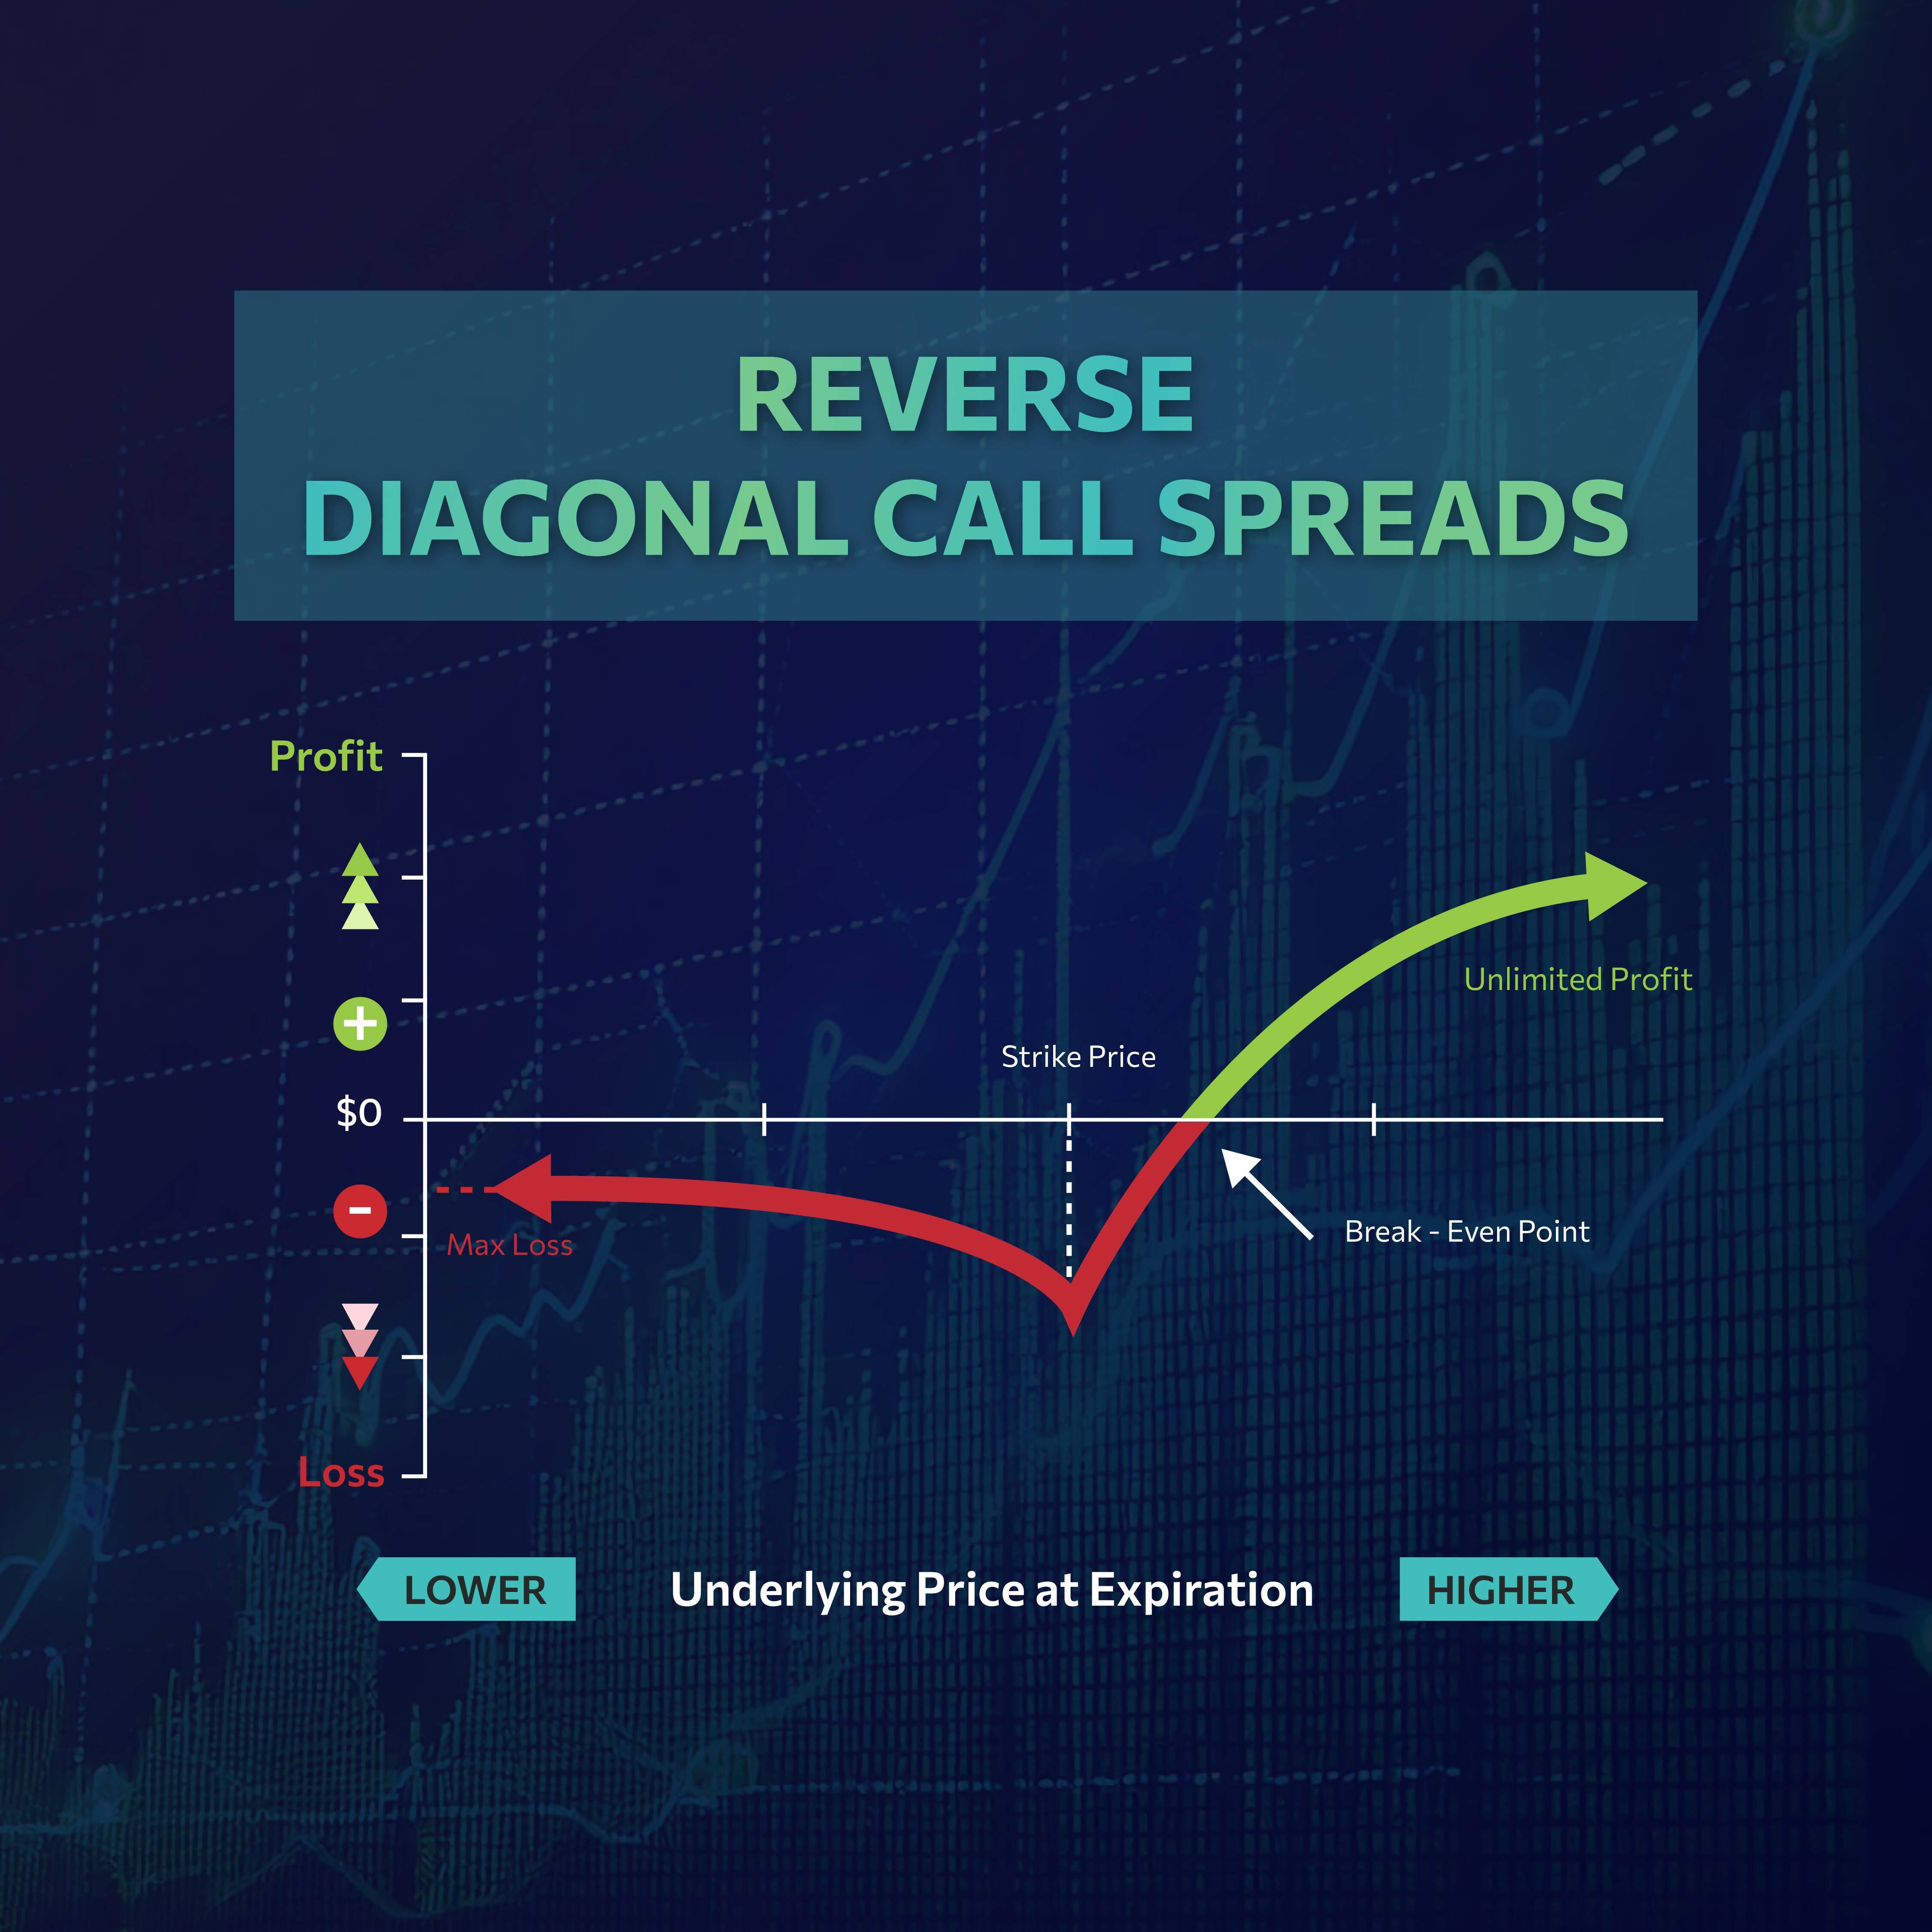 REVERSE
DIAGONAL CALL SPREADS
Profit
Unlimited Profit
Strike Price
+
$0
-
Max Loss
Break - Even Point
Loss
LOWER
Underlying Price at Expiration
HIGHER